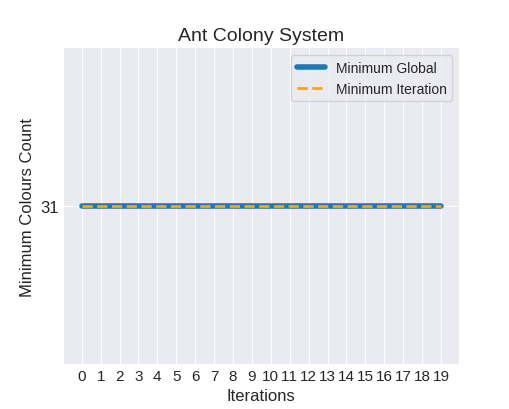 Ant Colony System
Minimum Global
Minimum Iteration
Minimum Colours Count
31
0 1 2 3 4 5 6 7 8 9 10 11 12 13 14 15 16 17 18 19
Iterations